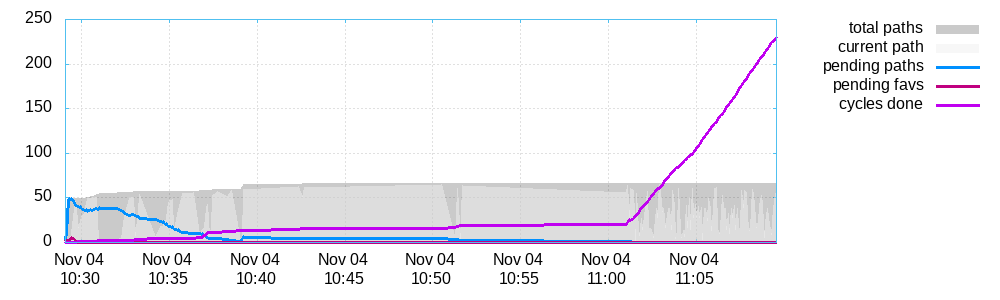 250
200
150
100
50
0
Nov 04 Nov 04 Nov 04 Nov 04 Nov 04 Nov 04 Nov 04 Nov 04
10:30 10:35 10:40 10:45 10:50 10:55 11:00 11:05
total paths
current path
pending paths
pending favs
cycles done